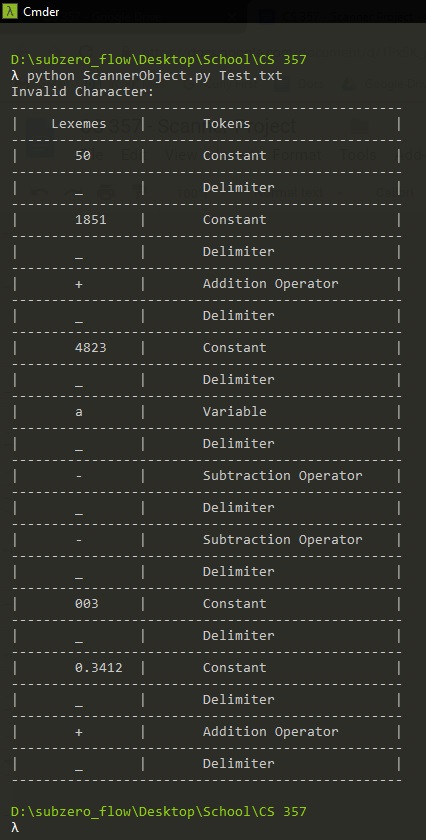 Cmder
D:\subzero_flow\Desktop\School\CS 357
λ python ScannerObject.py Test.txt
Invalid Character:
-------------------------------------------------
| Lexemes | Tokens |
-------------------------------------------------
| 50 | Constant |
-------------------------------------------------
| _ | Delimiter |
-------------------------------------------------
| 1851 | Constant |
-------------------------------------------------
| _ | Delimiter |
-------------------------------------------------
| + | Addition Operator |
-------------------------------------------------
| _ | Delimiter |
-------------------------------------------------
| 4823 | Constant |
-------------------------------------------------
| _ | Delimiter |
-------------------------------------------------
| a | Variable |
-------------------------------------------------
| _ | Delimiter |
-------------------------------------------------
| - | Subtraction Operator |
-------------------------------------------------
| _ | Delimiter |
-------------------------------------------------
| - | Subtraction Operator |
-------------------------------------------------
| _ | Delimiter |
-------------------------------------------------
| 003 | Constant |
-------------------------------------------------
| _ | Delimiter |
-------------------------------------------------
| 0.3412 | Constant |
-------------------------------------------------
| _ | Delimiter |
-------------------------------------------------
| + | Addition Operator |
-------------------------------------------------
| _ | Delimiter |
-------------------------------------------------
D:\subzero_flow\Desktop\School\CS 357
λ